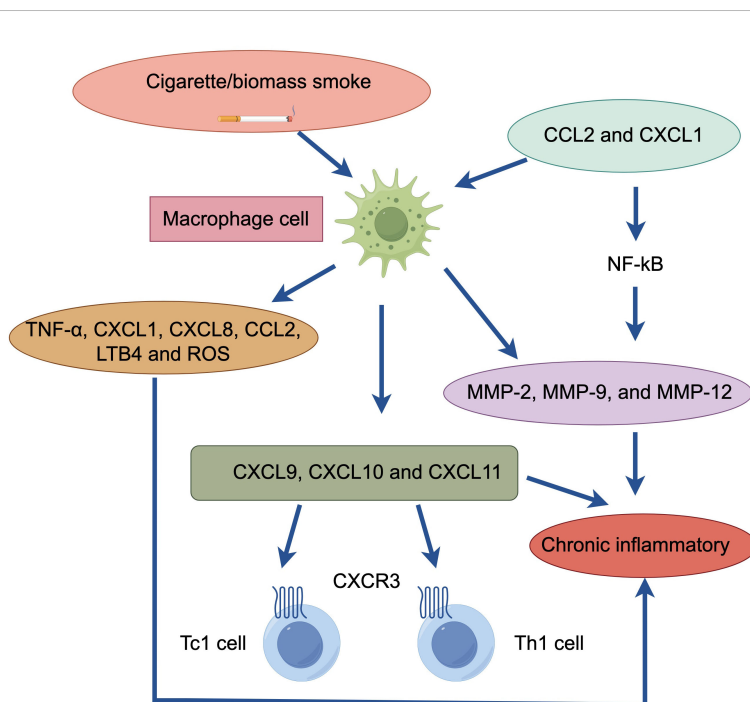 Cigarette/biomass smoke
CCL2 and CXCL1
Macrophage cell
NF-kB
TNF-α, CXCL1, CXCL8, CCL2,
LTB4 and ROS
MMP-2, MMP-9, and MMP-12
CXCL9, CXCL10 and CXCL11
Chronic inflammatory
CXCR3
Tc1 cell
Th1 cell